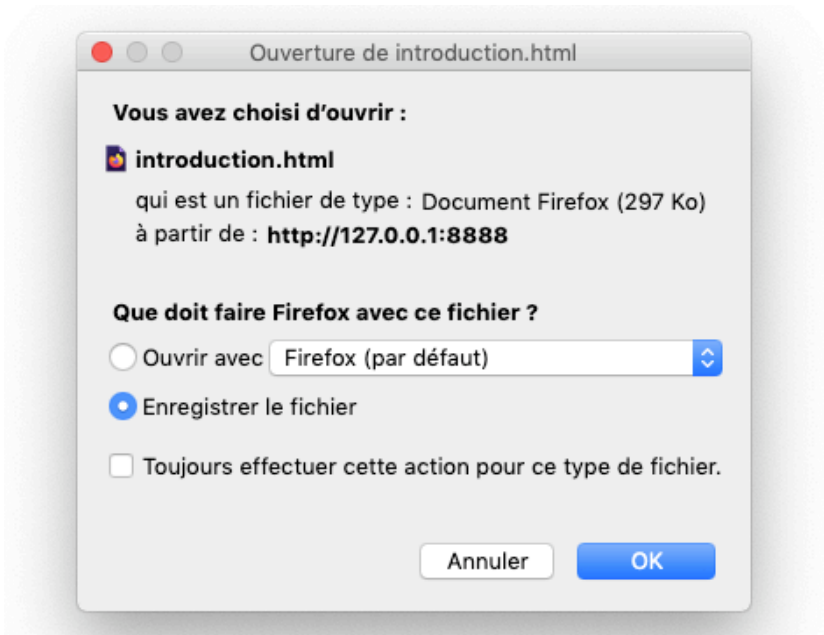 Ouverture de introduction.html
Vous avez choisi d’ouvrir :
introduction.html
qui est un fichier de type : Document Firefox (297 Ko)
à partir de : http://127.0.0.1:8888
Que doit faire Firefox avec ce fichier ?
Ouvrir avec Firefox (par défaut)
Enregistrer le fichier
Toujours effectuer cette action pour ce type de fichier.
Annuler OK